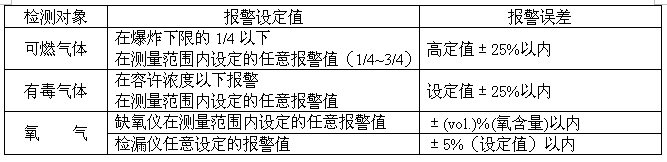 检测对象 报警设定值 报警误差
可燃气体
在爆炸下限的1/4以下
在测量范围内设定的任意报警值（1/4~3/4）
高定值±25%以内
有毒气体
在容许浓度以下报警
在测量范围内设定的任意报警值
设定值±25%以内
氧 气
缺氧仪在测量范围内设定的任意报警值 ±(vol.)%(氧含量)以内
检漏仪任意设定的报警值 ±5%（设定值）以内